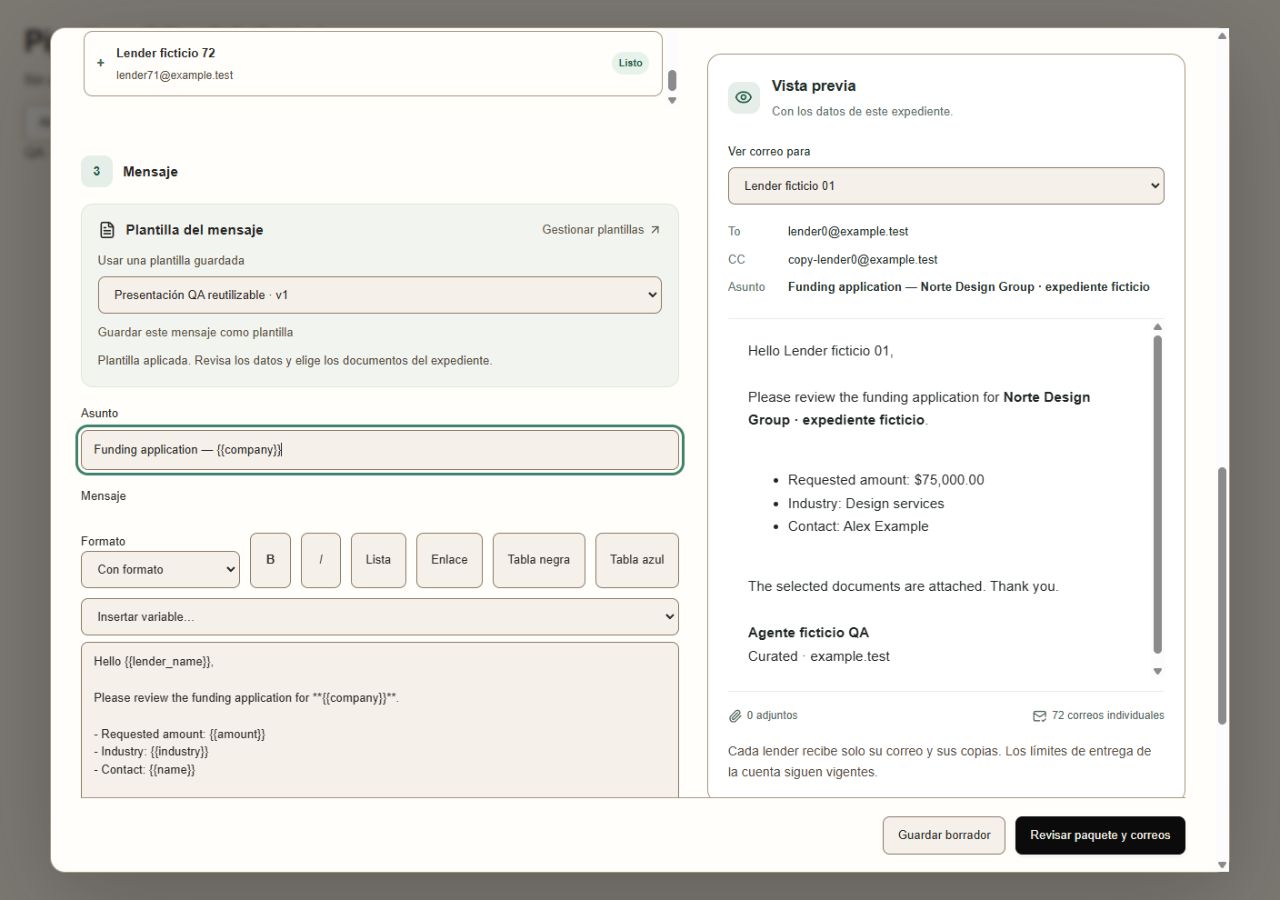 +
Lender ficticio 72
lender71@example.test
Listo
3
Mensaje
Plantilla del mensaje
Gestionar plantillas
Usar una plantilla guardada
Presentación QA reutilizable · v1
Guardar este mensaje como plantilla
Plantilla aplicada. Revisa los datos y elige los documentos del expediente.
Asunto
Funding application — {{company}}
Mensaje
Formato
Con formato
B
I
Lista
Enlace
Tabla negra
Tabla azul
Insertar variable...
Hello {{lender_name}},
Please review the funding application for **{{company}}**.
- Requested amount: {{amount}}
- Industry: {{industry}}
- Contact: {{name}}
Vista previa
Con los datos de este expediente.
Ver correo para
Lender ficticio 01
To lender0@example.test
CC copy-lender0@example.test
Asunto Funding application — Norte Design Group · expediente ficticio
Hello Lender ficticio 01,
Please review the funding application for Norte Design
Group · expediente ficticio.
• Requested amount: $75,000.00
• Industry: Design services
• Contact: Alex Example
The selected documents are attached. Thank you.
Agente ficticio QA
Curated · example.test
0 adjuntos
72 correos individuales
Cada lender recibe solo su correo y sus copias. Los límites de entrega de
la cuenta siguen vigentes.
Guardar borrador
Revisar paquete y correos